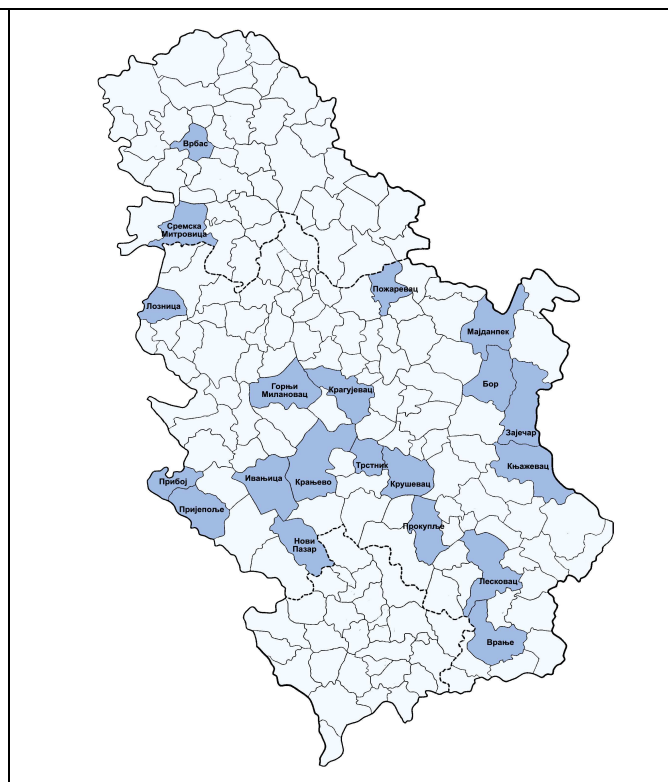 Врбас
Сремска
Митровица
Пожаревац
Лозница
Мајданпек
Бор
Горњи
Милановац
Крагујевац
Зајечар
Књажевац
Трстник
Прибој
Ивањица
Краљево
Крушевац
Пријепоље
Прокупље
Нови
Пазар
Лесковац
Врање